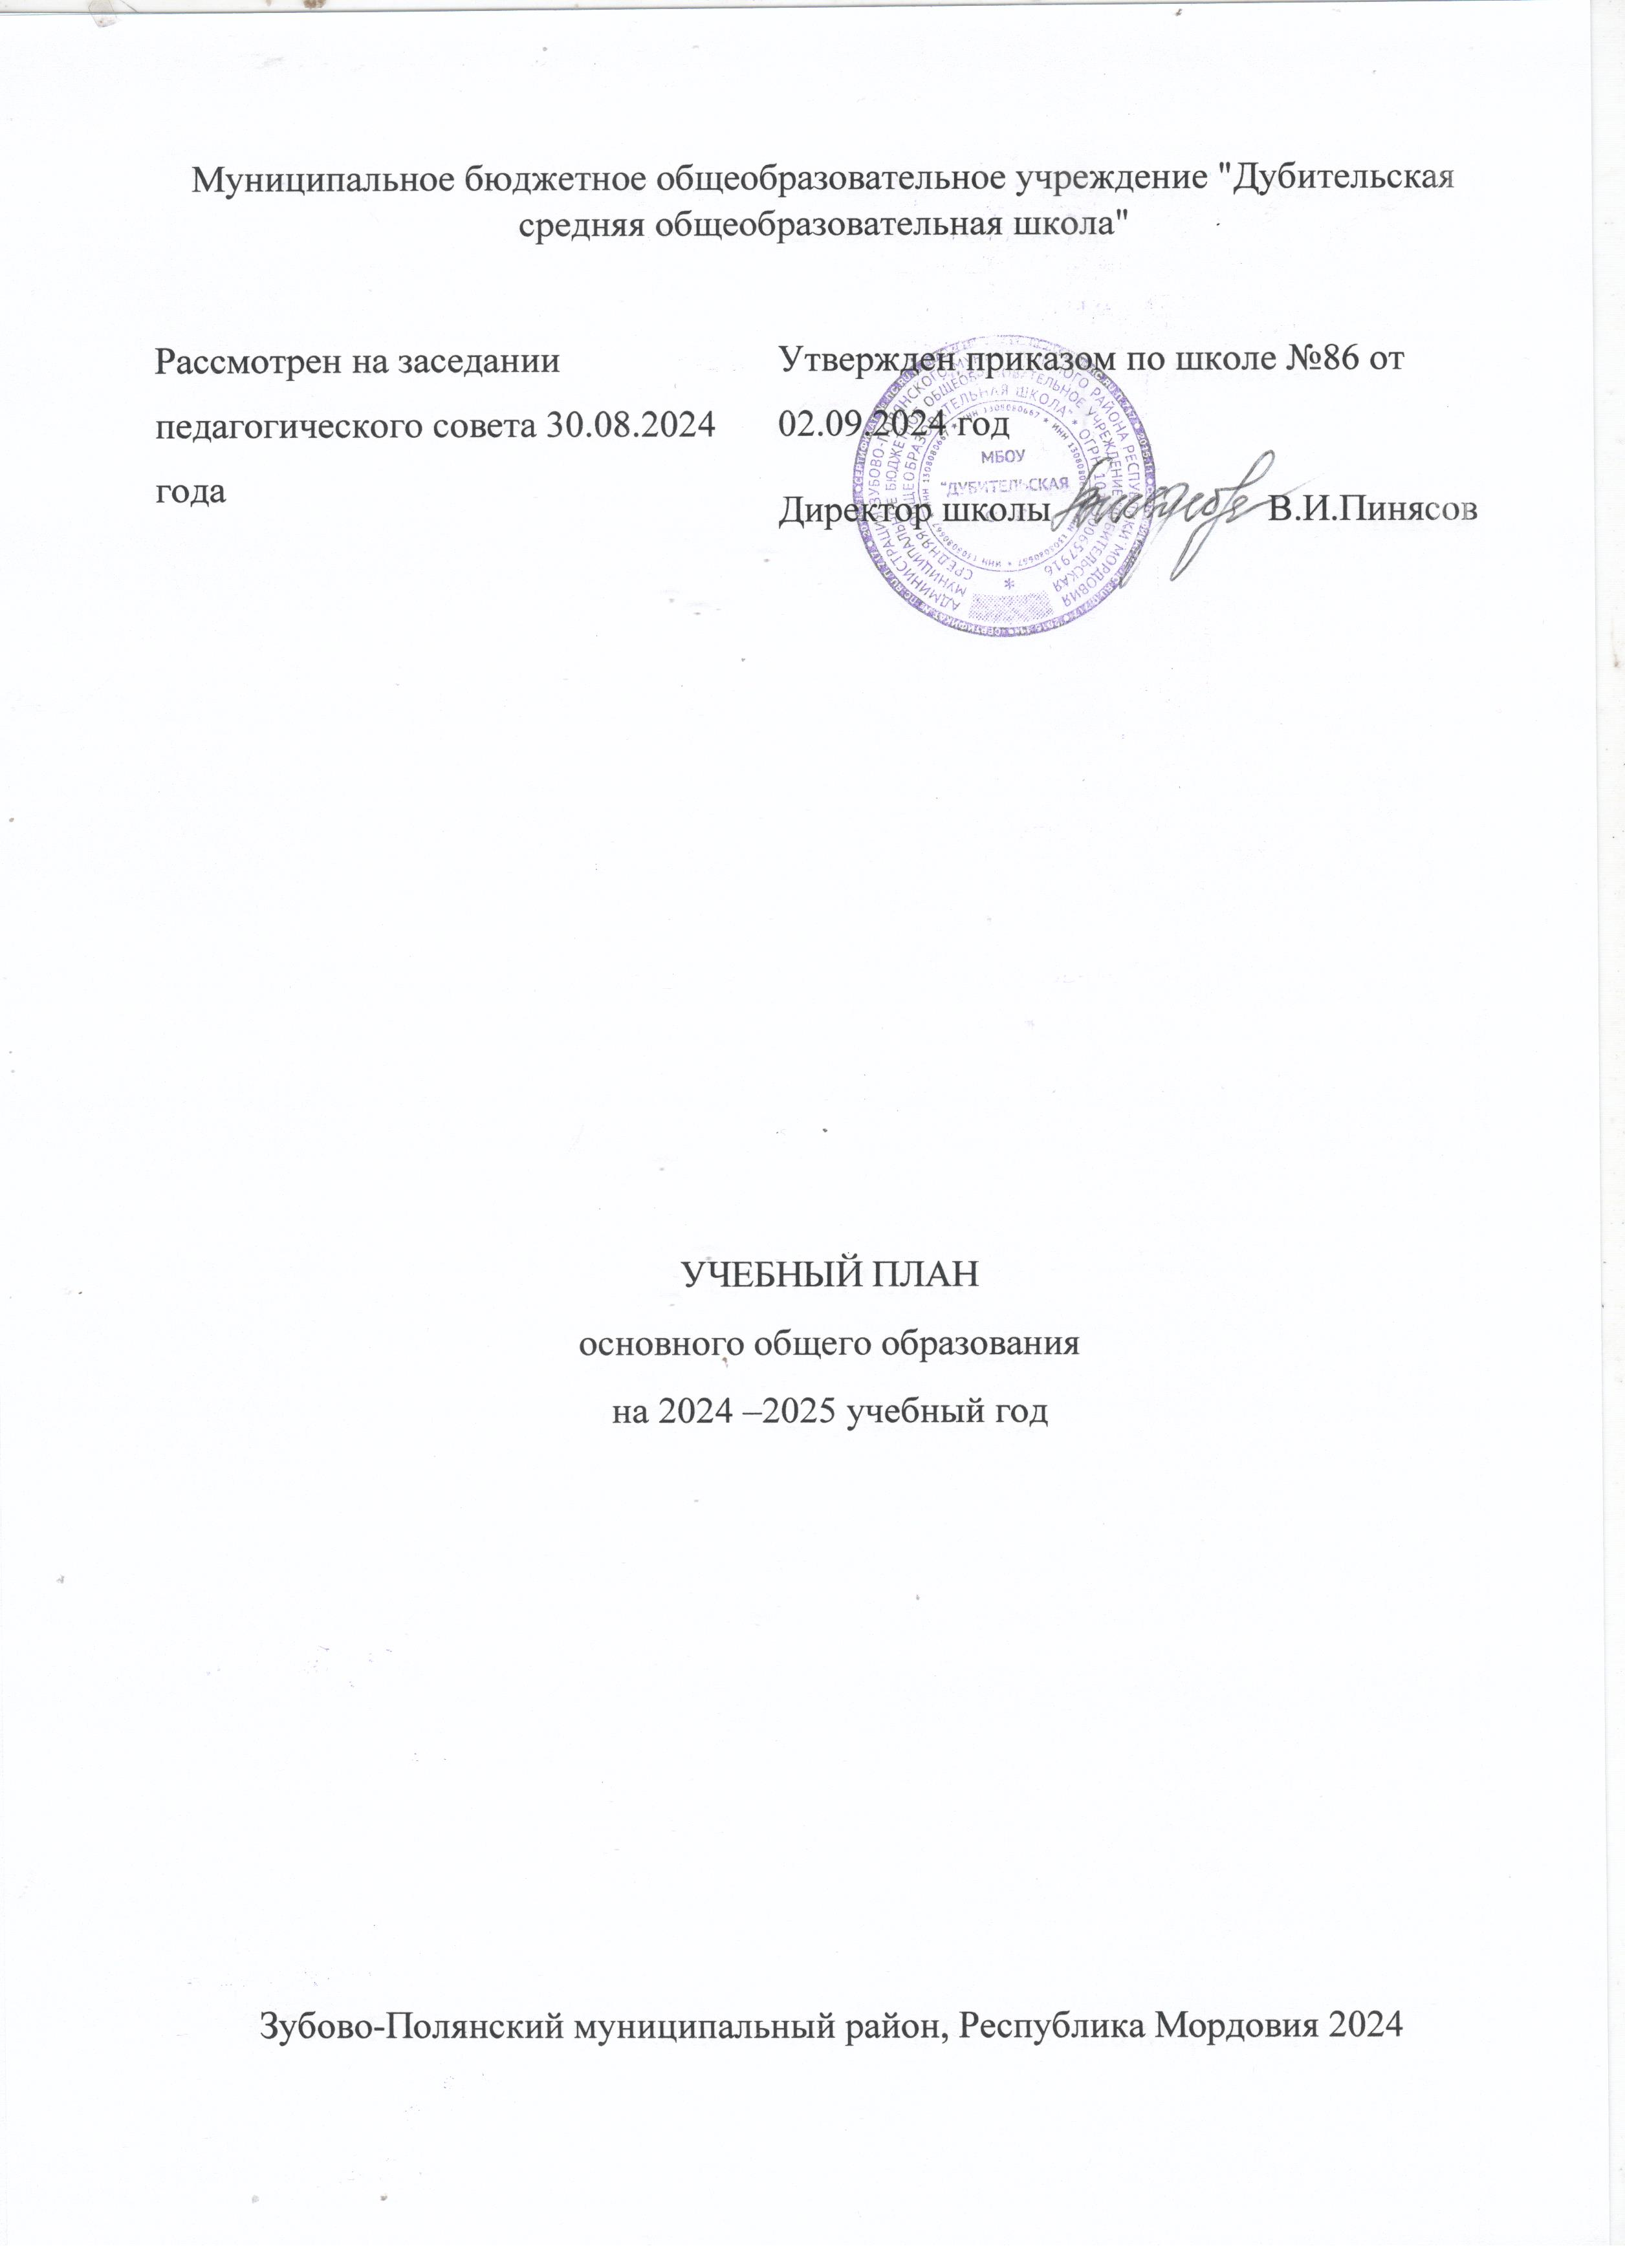 Муниципальное бюджетное общеобразовательное учреждение "Дубительская
средняя общеобразовательная школа"
Рассмотрен на заседании
педагогического совета 30.08.2024
года
Утвержден приказом по школе №86 от
02.09.2024 год
Директор школы В.И.Пинясов
МБОУ
"ДУБИТЕЛЬСКАЯ
УЧЕБНЫЙ ПЛАН
основного общего образования
на 2024 –2025 учебный год
Зубово-Полянский муниципальный район, Республика Мордовия 2024